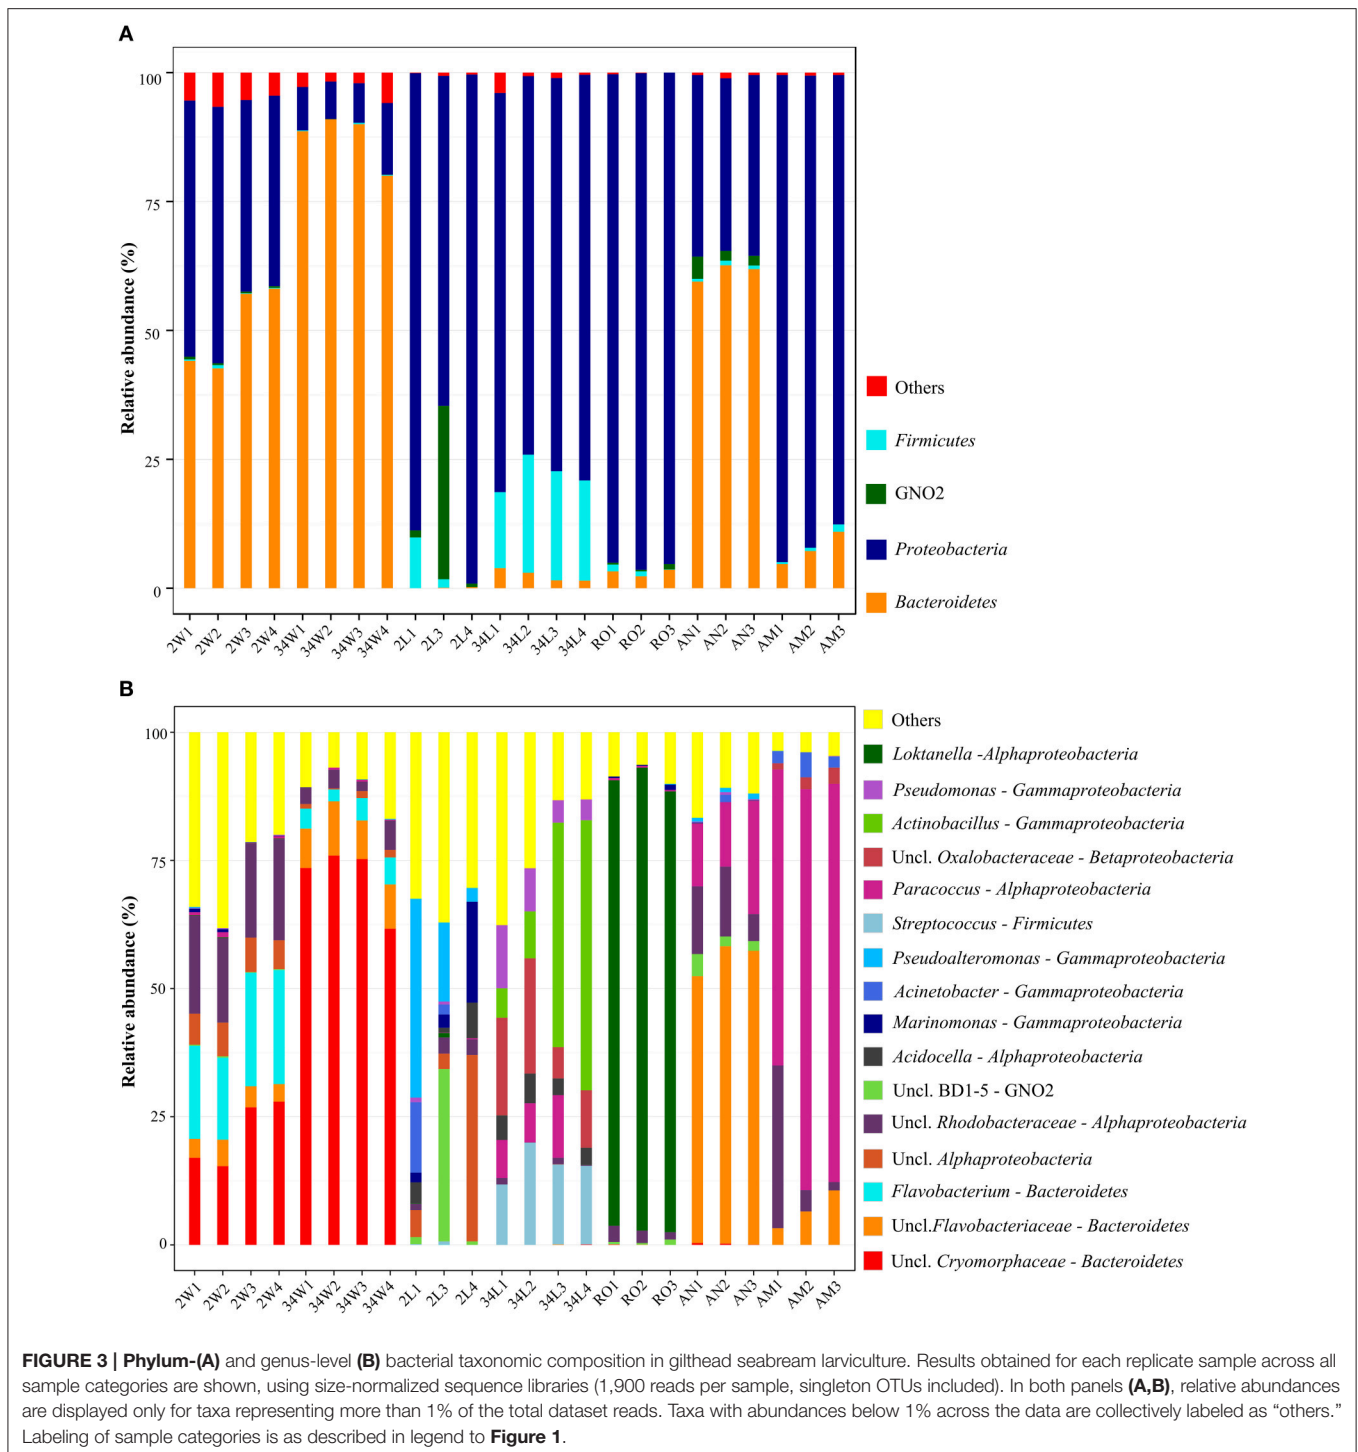 A
Relative abundance (%)
100
75
50
25
0
2W1 2W2 2W3 2W4 34W1 34W2 34W3 34W4 2L1 2L3 2L4 34L1 34L2 34L3 34L4 RO1 RO2 RO3 AN1 AN2 AN3 AM1 AM2 AM3
Others
Firmicutes
GNO2
Proteobacteria
Bacteroidetes
B
Relative abundance (%)
100
75
50
25
0
2W1 2W2 2W3 2W4 34W1 34W2 34W3 34W4 2L1 2L3 2L4 34L1 34L2 34L3 34L4 RO1 RO2 RO3 AN1 AN2 AN3 AM1 AM2 AM3
Others
Loktanella -Alphaproteobacteria
Pseudomonas - Gammaproteobacteria
Actinobacillus - Gammaproteobacteria
Uncl. Oxalobacteraceae - Betaproteobacteria
Paracoccus - Alphaproteobacteria
Streptococcus - Firmicutes
Pseudoalteromonas - Gammaproteobacteria
Acinetobacter - Gammaproteobacteria
Marinomonas - Gammaproteobacteria
Acidocella - Alphaproteobacteria
Uncl. BD1-5 - GNO2
Uncl. Rhodobacteraceae - Alphaproteobacteria
Uncl. Alphaproteobacteria
Flavobacterium - Bacteroidetes
Uncl.Flavobacteriaceae - Bacteroidetes
Uncl. Cryomorphaceae - Bacteroidetes
FIGURE 3 | Phylum-(A) and genus-level (B) bacterial taxonomic composition in gilthead seabream larviculture. Results obtained for each replicate sample across all
sample categories are shown, using size-normalized sequence libraries (1,900 reads per sample, singleton OTUs included). In both panels (A,B), relative abundances
are displayed only for taxa representing more than 1% of the total dataset reads. Taxa with abundances below 1% across the data are collectively labeled as “others.”
Labeling of sample categories is as described in legend to Figure 1.